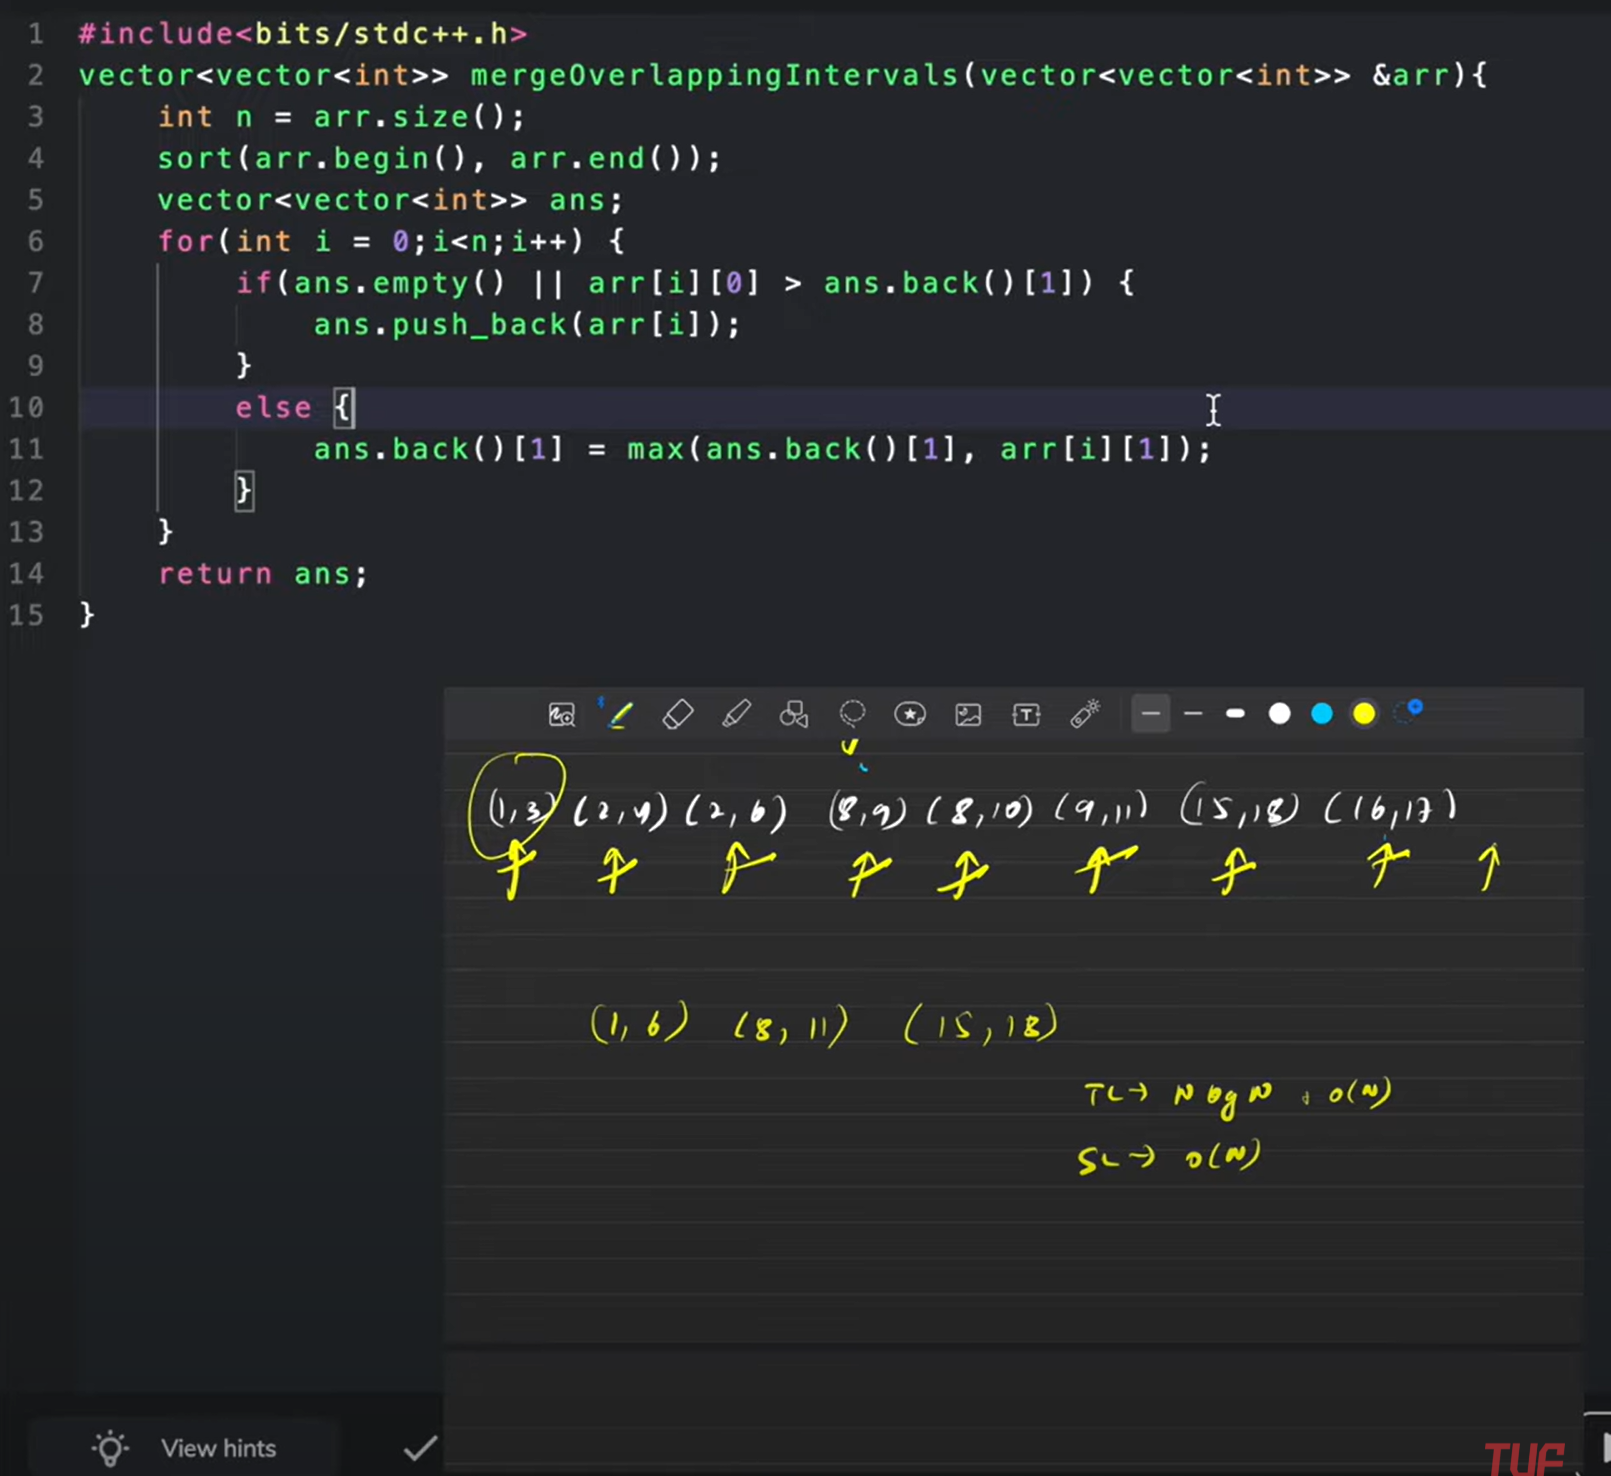 1 #include<bits/stdc++.h>
2 vector<vector<int>> mergeOverlappingIntervals(vector<vector<int>> &arr){
3     int n = arr.size();
4     sort(arr.begin(), arr.end());
5     vector<vector<int>> ans;
6     for(int i = 0;i<n;i++) {
7         if(ans.empty() || arr[i][0] > ans.back()[1]) {
8             ans.push_back(arr[i]);
9         }
10         else {
11             ans.back()[1] = max(ans.back()[1], arr[i][1]);
12         }
13     }
14     return ans;
15 }
(1,3) (2,4) (2,6) (8,9) (8,10) (9,11) (15,18) (16,17)
(1,6) (8,11) (15,18)
TC → N log N + O(N)
SC → O(N)
View hints
TUF